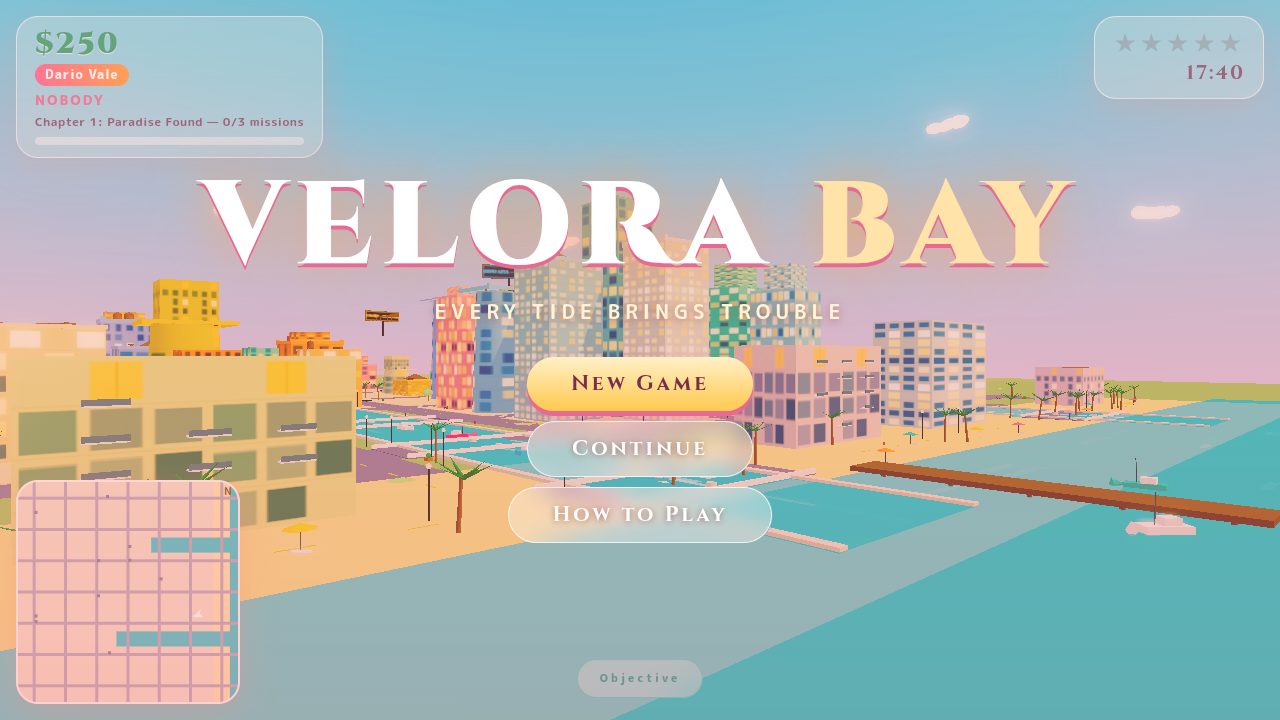 $250
Dario Vale
NOBODY
Chapter 1: Paradise Found — 0/3 missions
★★★★★
17:40
VELORA BAY
EVERY TIDE BRINGS TROUBLE
New Game
Continue
How to Play
N
Objective